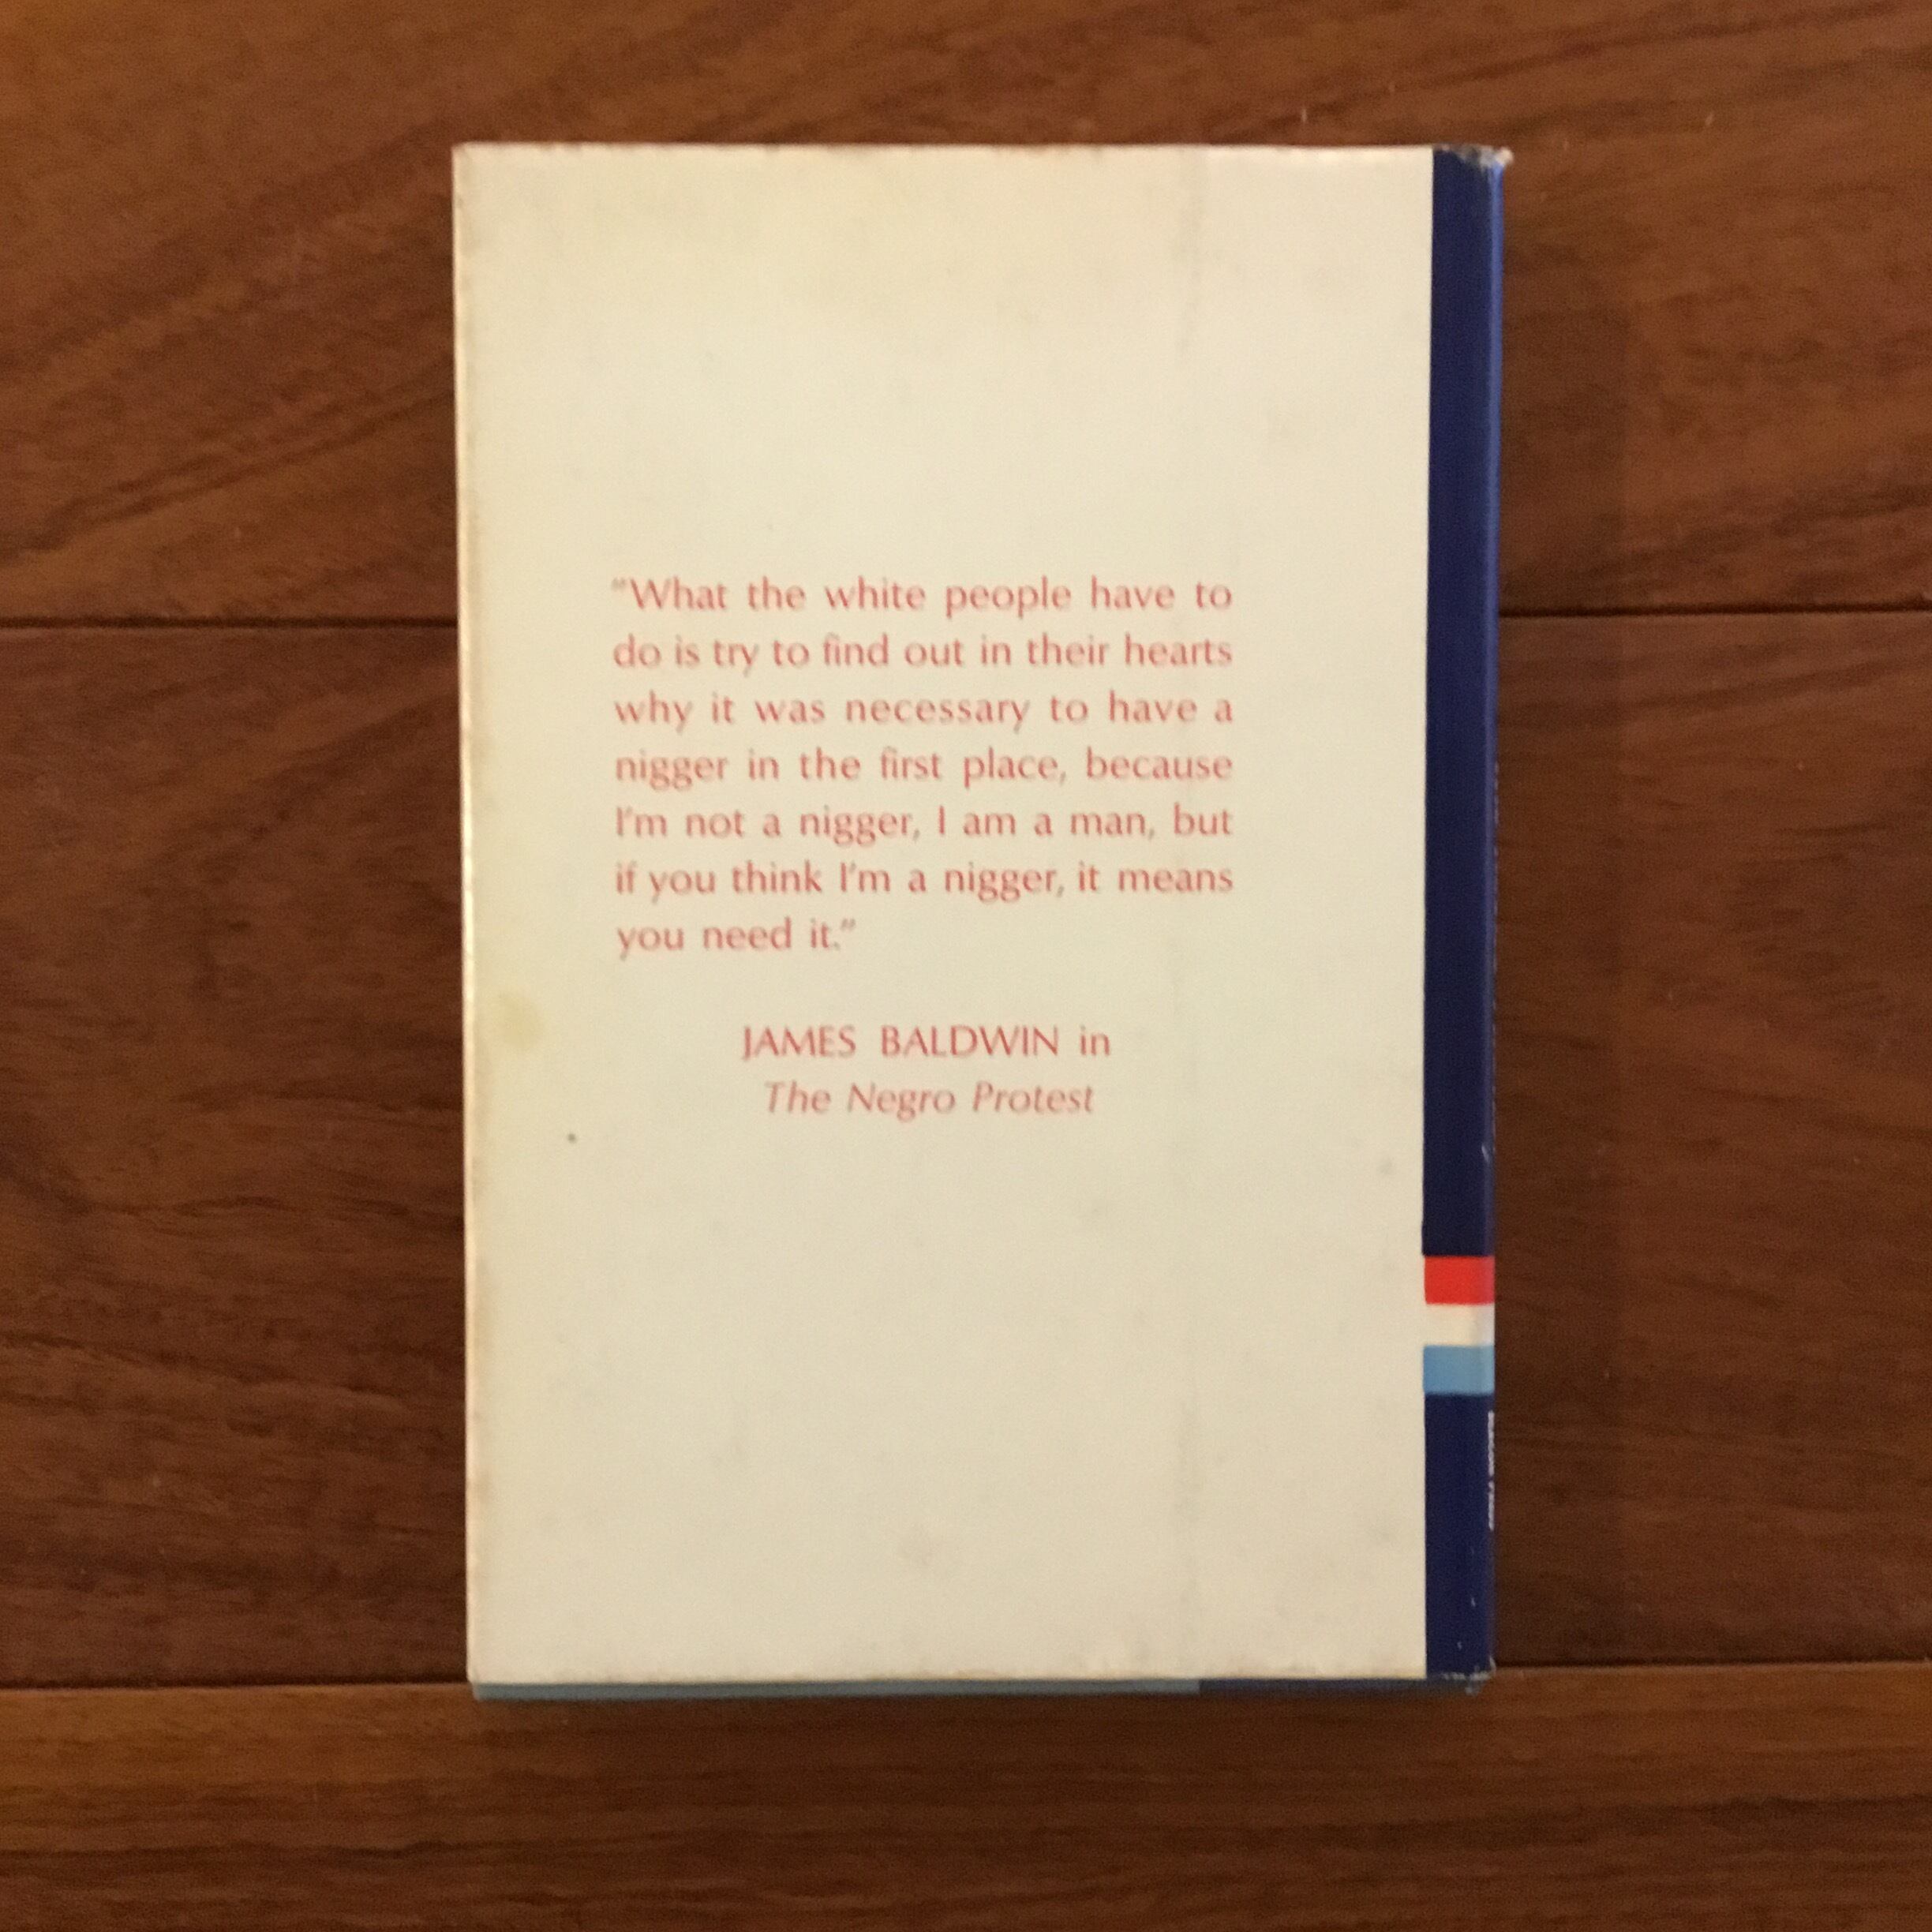 "What the white people have to
do is try to find out in their hearts
why it was necessary to have a
nigger in the first place, because
I'm not a nigger, I am a man, but
if you think I'm a nigger, it means
you need it."
JAMES BALDWIN in
The Negro Protest